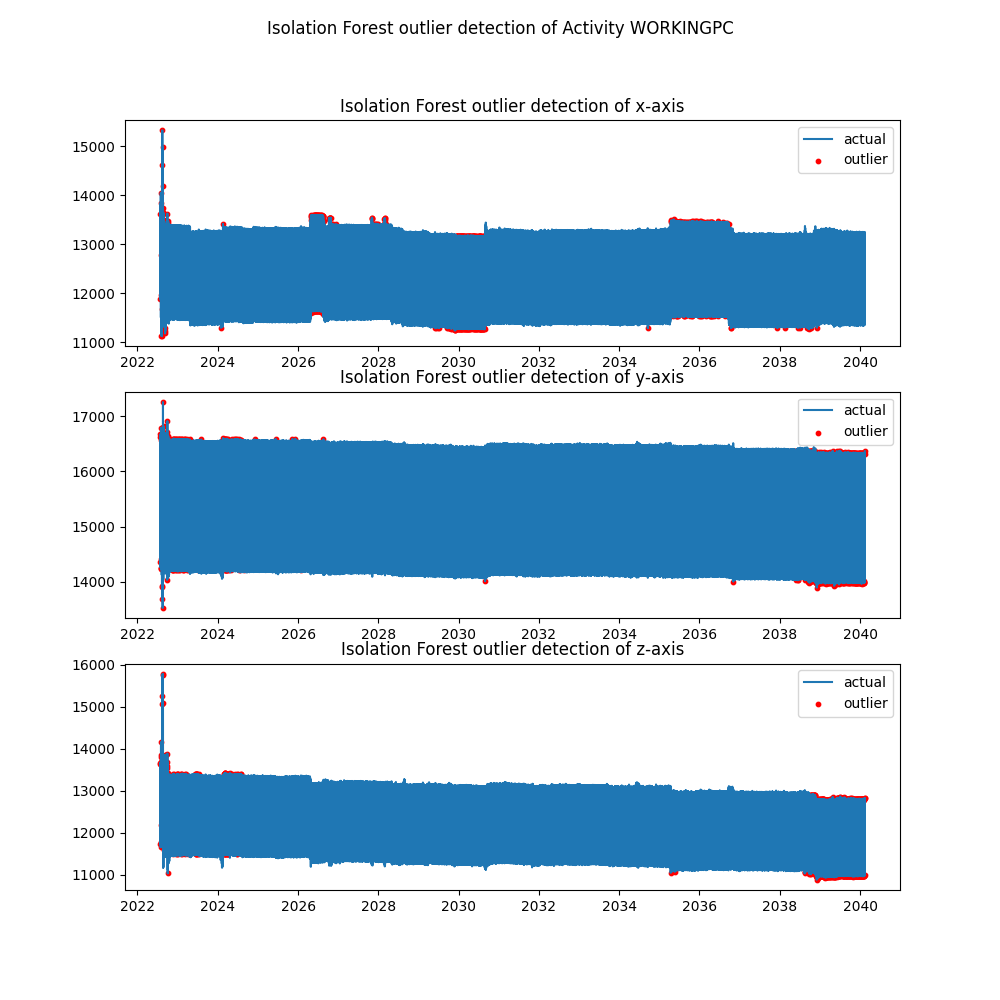 Isolation Forest outlier detection of Activity WORKINGPC
Isolation Forest outlier detection of x-axis
15000
14000
13000
12000
11000
actual
outlier
2022 2024 2026 2028 2030 2032 2034 2036 2038 2040
Isolation Forest outlier detection of y-axis
17000
16000
15000
14000
actual
outlier
2022 2024 2026 2028 2030 2032 2034 2036 2038 2040
Isolation Forest outlier detection of z-axis
16000
15000
14000
13000
12000
11000
actual
outlier
2022 2024 2026 2028 2030 2032 2034 2036 2038 2040